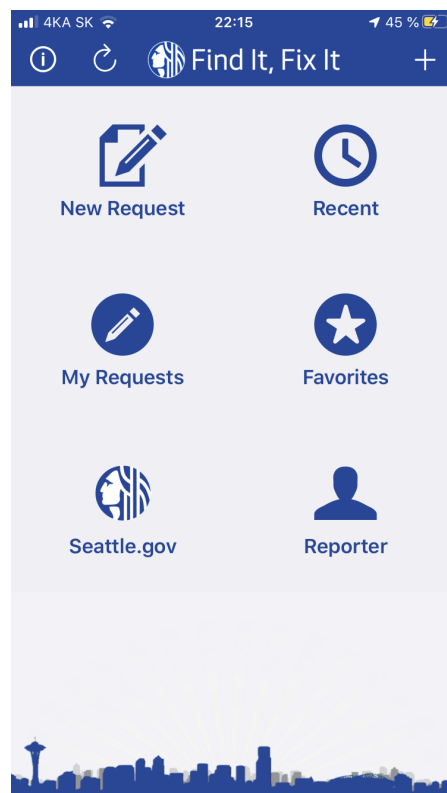 4KA SK 22:15 45 %
Find It, Fix It
New Request Recent
My Requests Favorites
Seattle.gov Reporter